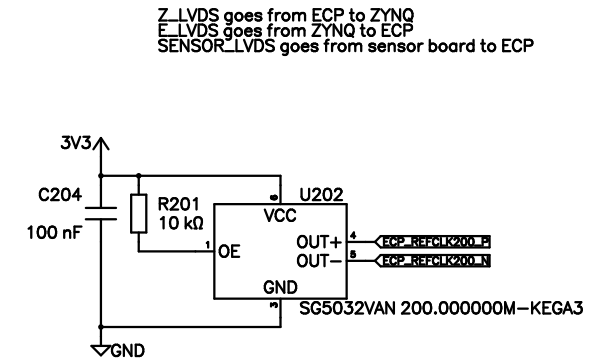 Z_LVDS goes from ECP to ZYNQ
E_LVDS goes from ZYNQ to ECP
SENSOR_LVDS goes from sensor board to ECP
3V3
C204
100 nF
R201
10 kΩ
U202
6
VCC
1
OE
OUT+
4
ECP_REFCLK200_P
OUT−
5
ECP_REFCLK200_N
GND
3
SG5032VAN 200.000000M-KEGA3
GND